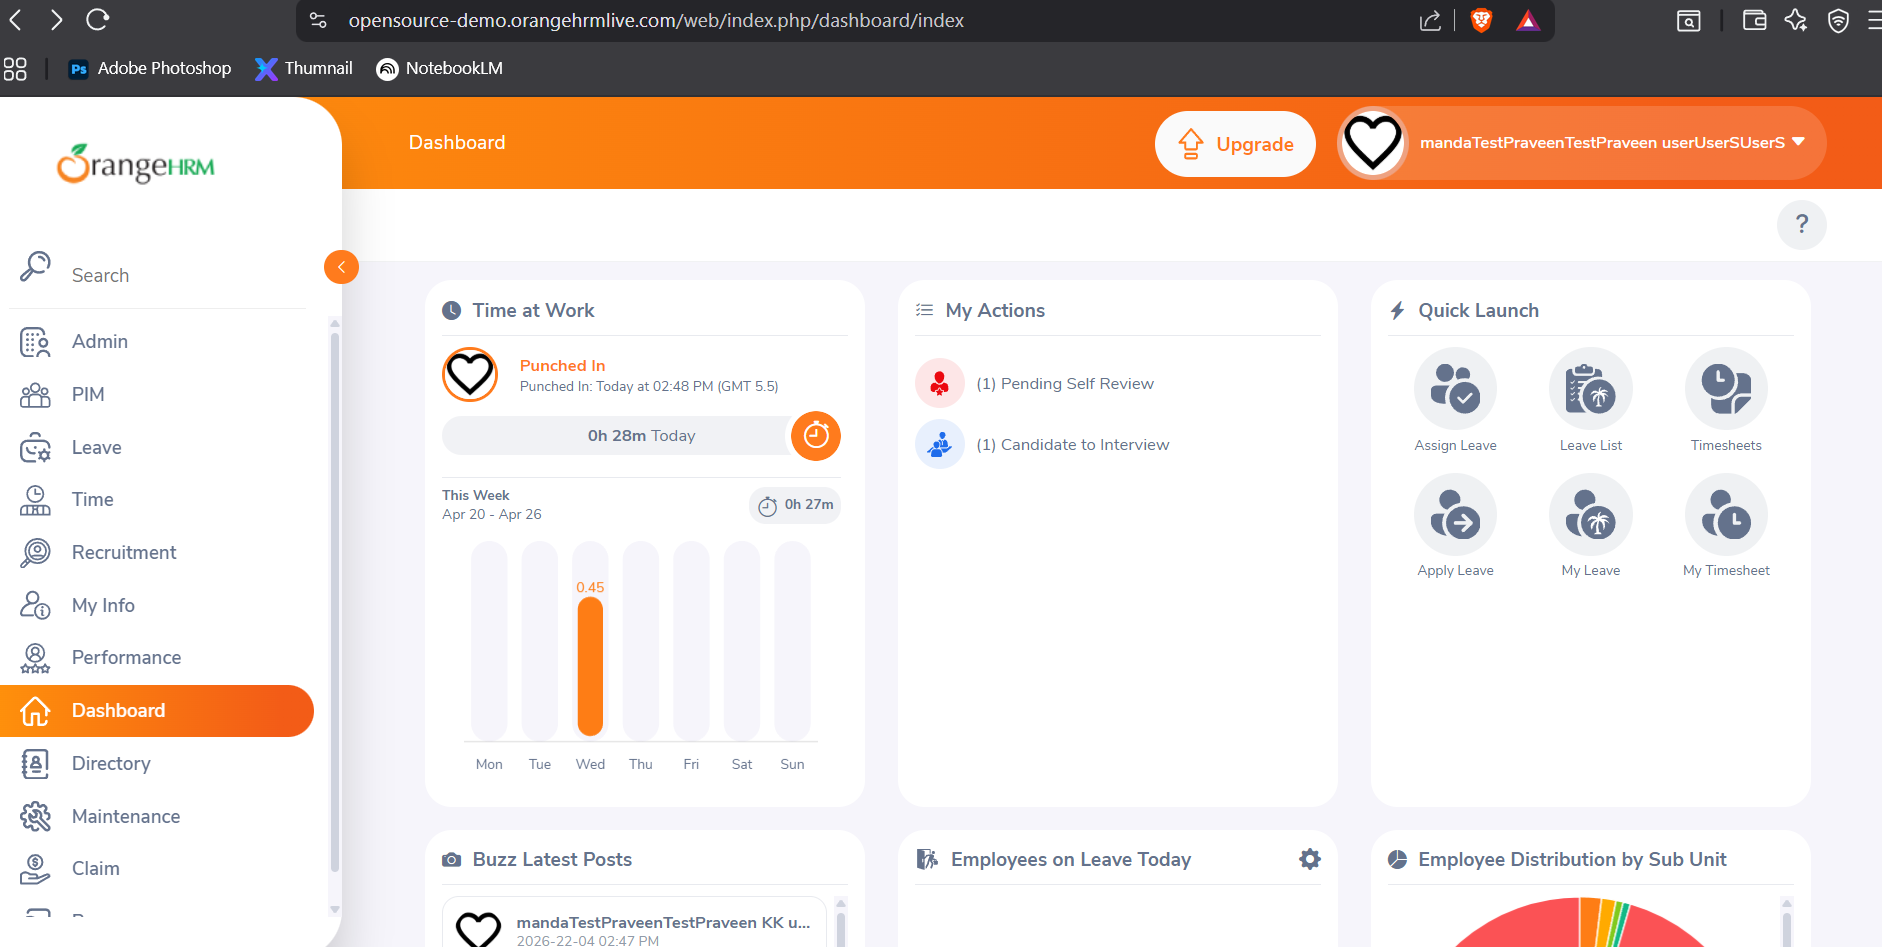 opensource-demo.orangehrmlive.com/web/index.php/dashboard/index
Ps Adobe Photoshop
Thumnail
NotebookLM
OrangeHRM
Dashboard
Upgrade
mandaTestPraveenTestPraveen userUserSUserS
?
Search
Admin
PIM
Leave
Time
Recruitment
My Info
Performance
Dashboard
Directory
Maintenance
Claim
Time at Work
Punched In
Punched In: Today at 02:48 PM (GMT 5.5)
0h 28m Today
This Week
Apr 20 - Apr 26
0h 27m
0.45
Mon Tue Wed Thu Fri Sat Sun
My Actions
(1) Pending Self Review
(1) Candidate to Interview
Quick Launch
Assign Leave
Leave List
Timesheets
Apply Leave
My Leave
My Timesheet
Buzz Latest Posts
mandaTestPraveenTestPraveen KK u...
2026-22-04 02:47 PM
Employees on Leave Today
Employee Distribution by Sub Unit